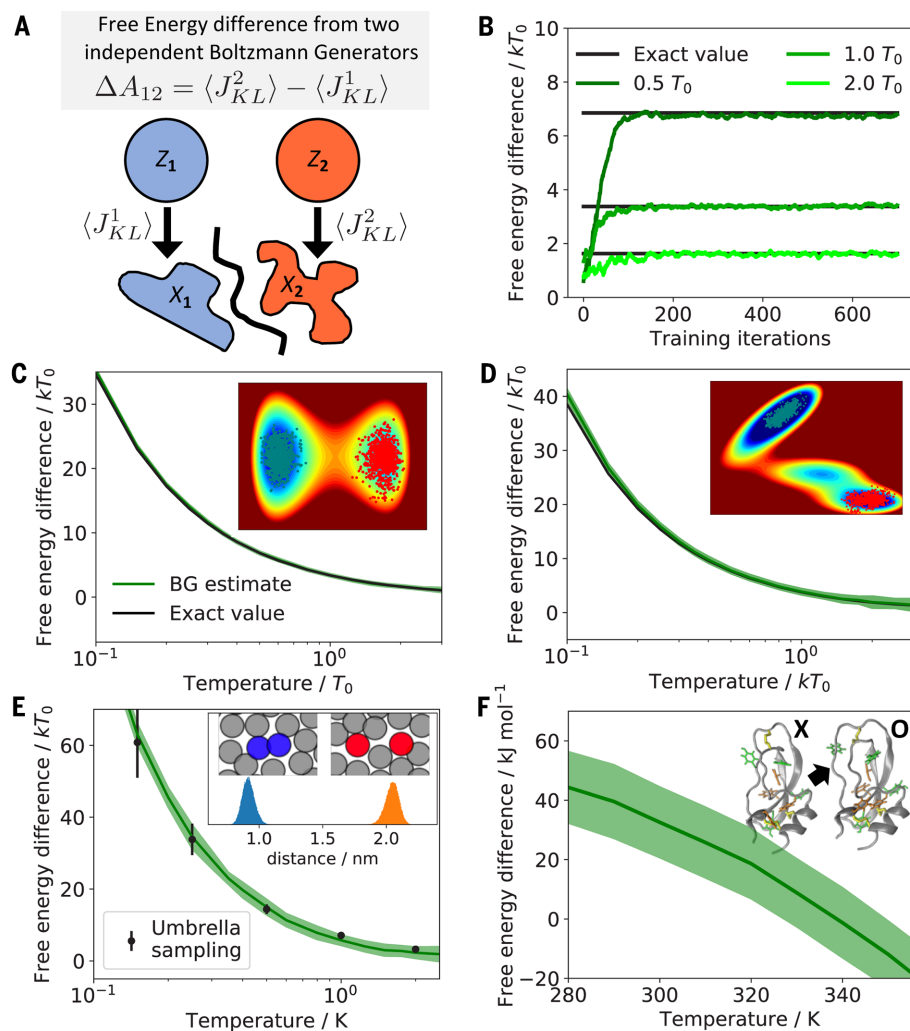 A
Free Energy difference from two
independent Boltzmann Generators
ΔA₁₂ = ⟨J²_KL⟩ − ⟨J¹_KL⟩
Z₁
Z₂
⟨J¹_KL⟩
⟨J²_KL⟩
X₁
X₂
B
Free energy difference / kT₀
8
6
4
2
0
Exact value
0.5 T₀
1.0 T₀
2.0 T₀
0
200
400
600
Training iterations
C
Free energy difference / kT₀
30
20
10
0
BG estimate
Exact value
10⁻¹
10⁰
Temperature / T₀
D
Free energy difference / kT₀
40
30
20
10
0
10⁻¹
10⁰
Temperature / kT₀
E
Free energy difference / kT₀
60
40
20
0
1.0
1.5
2.0
distance / nm
Umbrella
sampling
10⁻¹
10⁰
Temperature / K
F
Free energy difference / kJ mol⁻¹
60
40
20
0
−20
X
O
280
300
320
340
Temperature / K